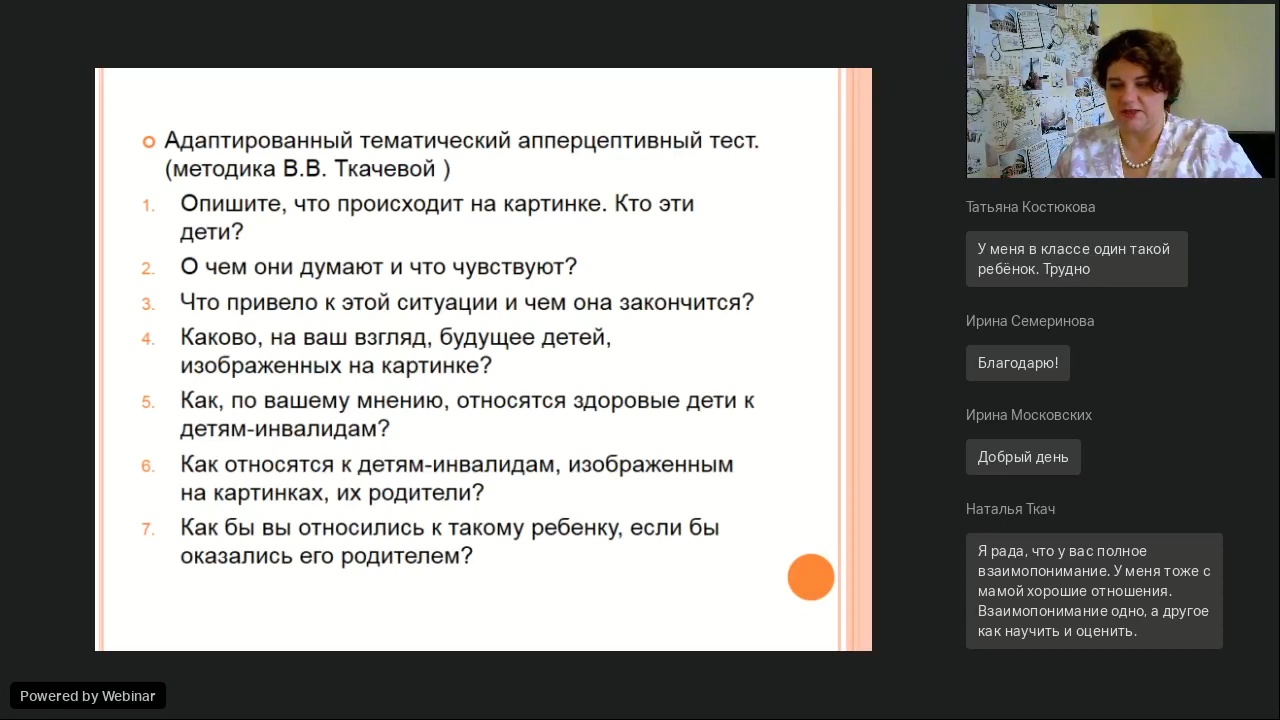 Адаптированный тематический апперцептивный тест.
(методика В.В. Ткачевой )
1. Опишите, что происходит на картинке. Кто эти
дети?
2. О чем они думают и что чувствуют?
3. Что привело к этой ситуации и чем она закончится?
4. Каково, на ваш взгляд, будущее детей,
изображенных на картинке?
5. Как, по вашему мнению, относятся здоровые дети к
детям-инвалидам?
6. Как относятся к детям-инвалидам, изображенным
на картинках, их родители?
7. Как бы вы относились к такому ребенку, если бы
оказались его родителем?
Татьяна Костюкова
У меня в классе один такой
ребёнок. Трудно
Ирина Семеринова
Благодарю!
Ирина Московских
Добрый день
Наталья Ткач
Я рада, что у вас полное
взаимопонимание. У меня тоже с
мамой хорошие отношения.
Взаимопонимание одно, а другое
как научить и оценить.
Powered by Webinar